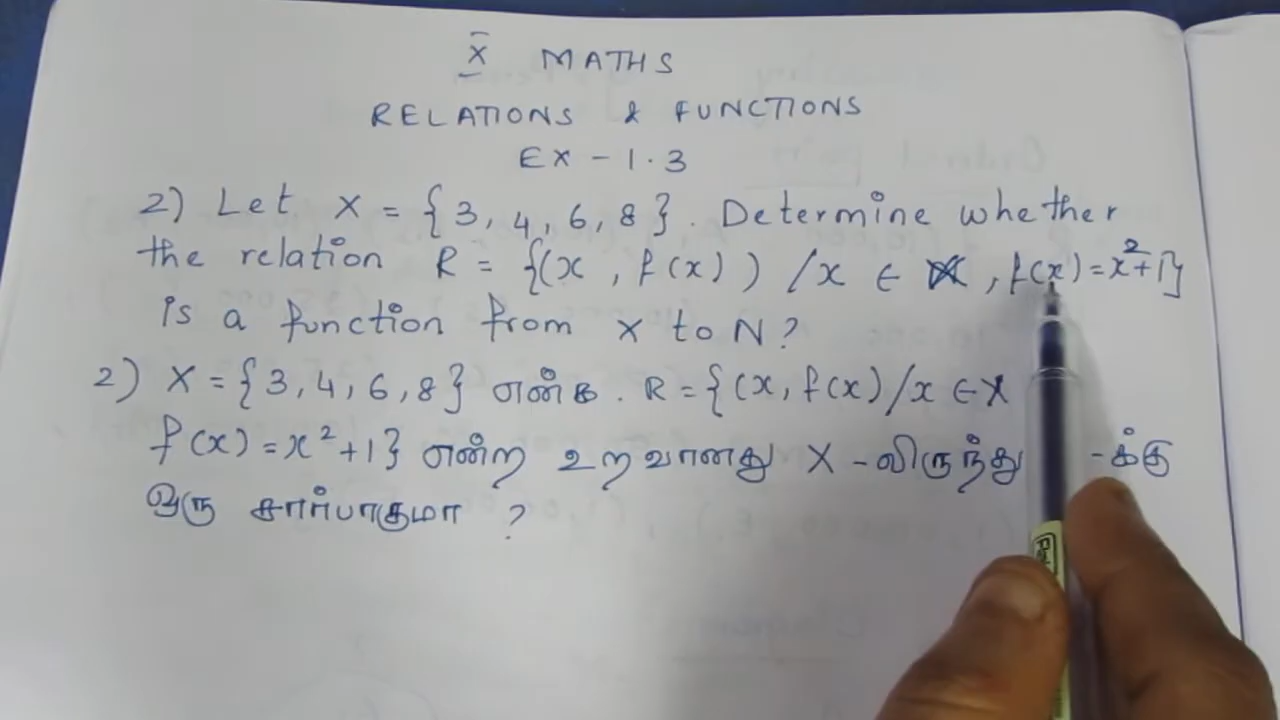 X MATHS
RELATIONS & FUNCTIONS
EX - 1.3
2) Let X = {3, 4, 6, 8}. Determine whether
the relation R = {(x, f(x)) / x ∈ X, f(x) = x²+1}
is a function from X to N?
2) X = {3, 4, 6, 8} என்க. R = {(x, f(x)/x ∈ X
f(x) = x²+1} என்ற உறவானது X -லிருந்து -க்கு
ஒரு சார்பாகுமா ?